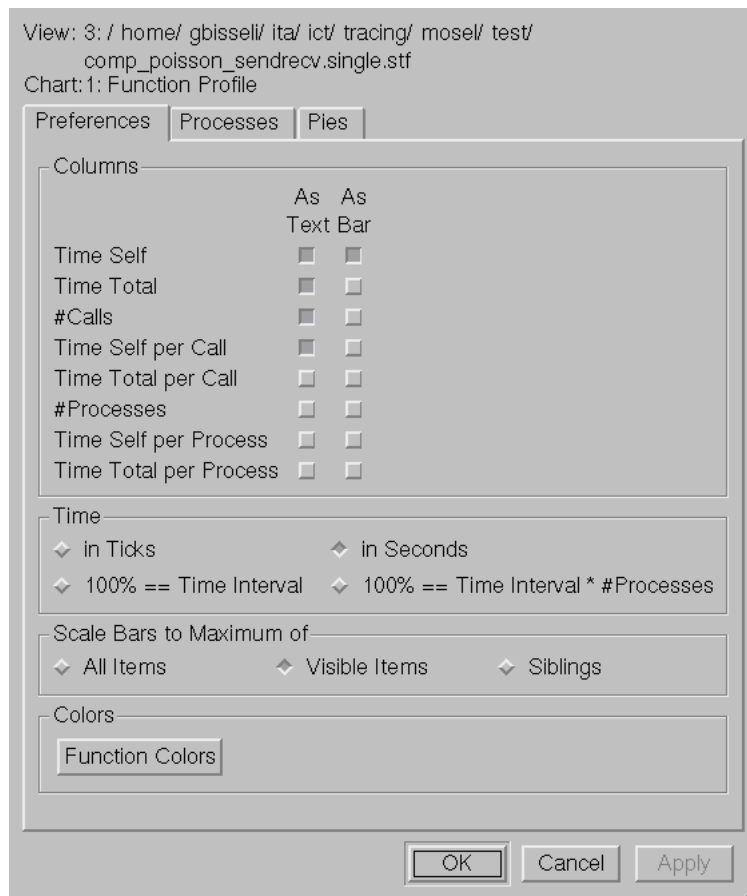 View: 3: / home/ gbisseli/ ita/ ict/ tracing/ mosel/ test/
comp_poisson_sendrecv.single.stf
Chart:1: Function Profile
Preferences Processes Pies
Columns
As As
Text Bar
Time Self
Time Total
#Calls
Time Self per Call
Time Total per Call
#Processes
Time Self per Process
Time Total per Process
Time
in Ticks in Seconds
100% == Time Interval 100% == Time Interval * #Processes
Scale Bars to Maximum of
All Items Visible Items Siblings
Colors
Function Colors
OK Cancel Apply